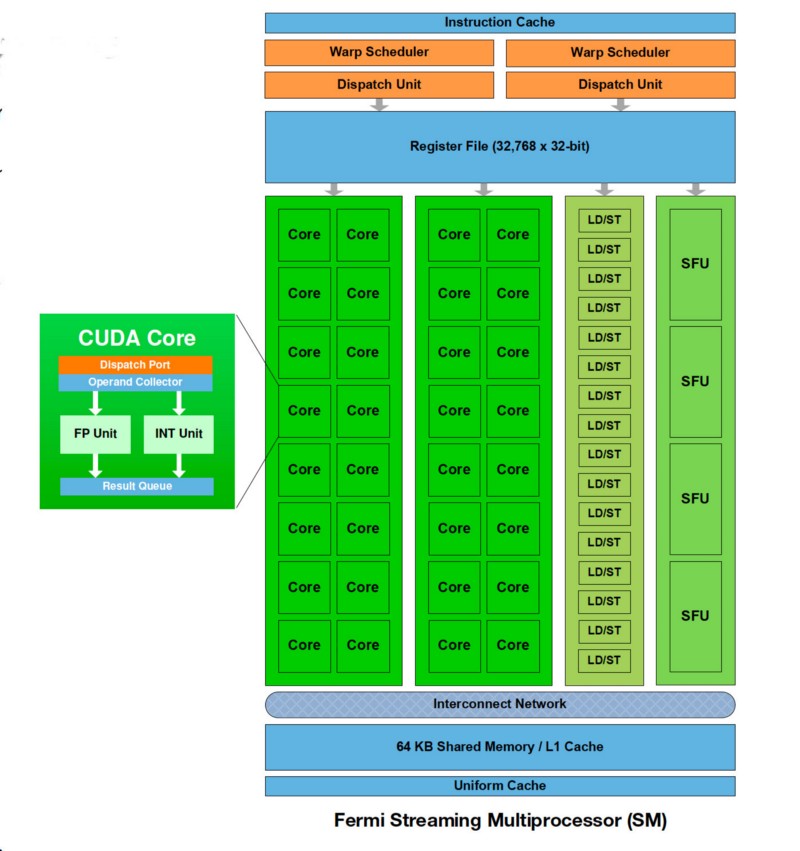 Instruction Cache
Warp Scheduler Warp Scheduler
Dispatch Unit Dispatch Unit
Register File (32,768 x 32-bit)
Core Core Core Core LD/ST LD/ST SFU
Core Core Core Core LD/ST LD/ST
Core Core Core Core LD/ST LD/ST SFU
Core Core Core Core LD/ST LD/ST
Core Core Core Core LD/ST LD/ST SFU
Core Core Core Core LD/ST LD/ST
Core Core Core Core LD/ST LD/ST SFU
Core Core Core Core LD/ST LD/ST
CUDA Core
Dispatch Port
Operand Collector
FP Unit INT Unit
Result Queue
Interconnect Network
64 KB Shared Memory / L1 Cache
Uniform Cache
Fermi Streaming Multiprocessor (SM)